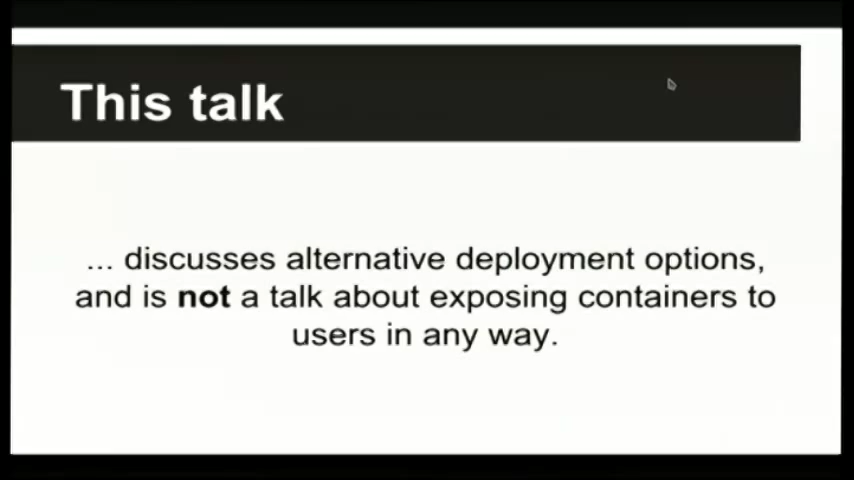 This talk
... discusses alternative deployment options,
and is not a talk about exposing containers to
users in any way.